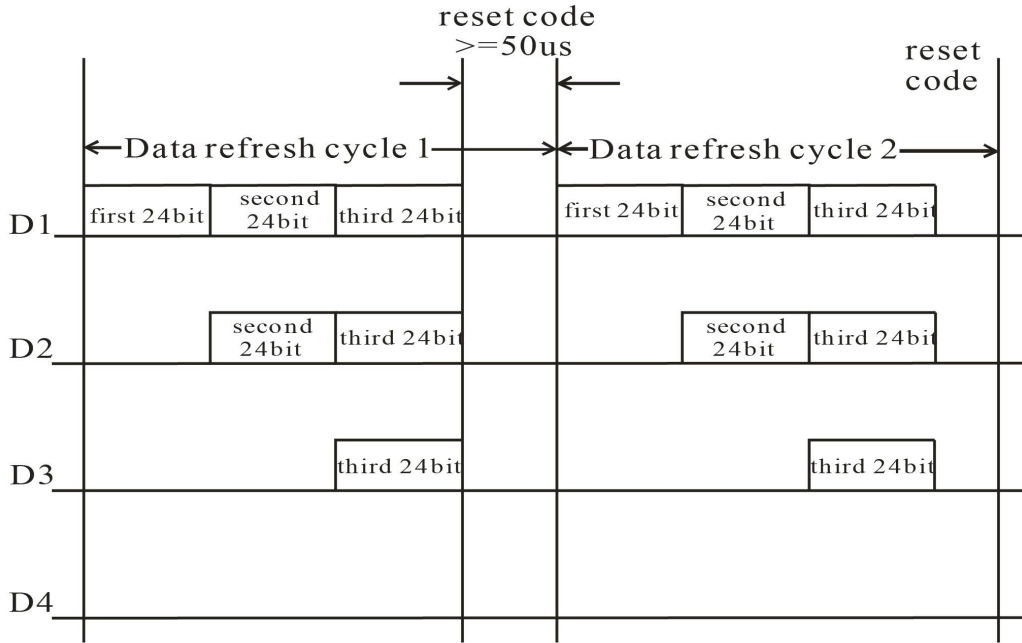 reset code
>=50us
reset
code
Data refresh cycle 1
Data refresh cycle 2
D1
first 24bit
second
24bit
third 24bit
first 24bit
second
24bit
third 24bit
D2
second
24bit
third 24bit
second
24bit
third 24bit
D3
third 24bit
third 24bit
D4